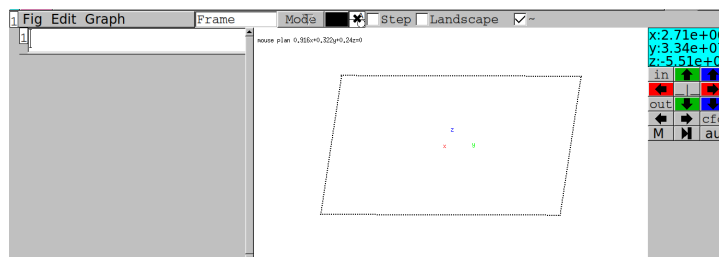 1 Fig Edit Graph Frame Mode Step Landscape ~
1
mouse plan 0.916x+0.322y+0.24z=0
z
x y
x:2.71e+0
y:3.34e+0
z:-5.51e+0
in
_|_
out
cfg
M au